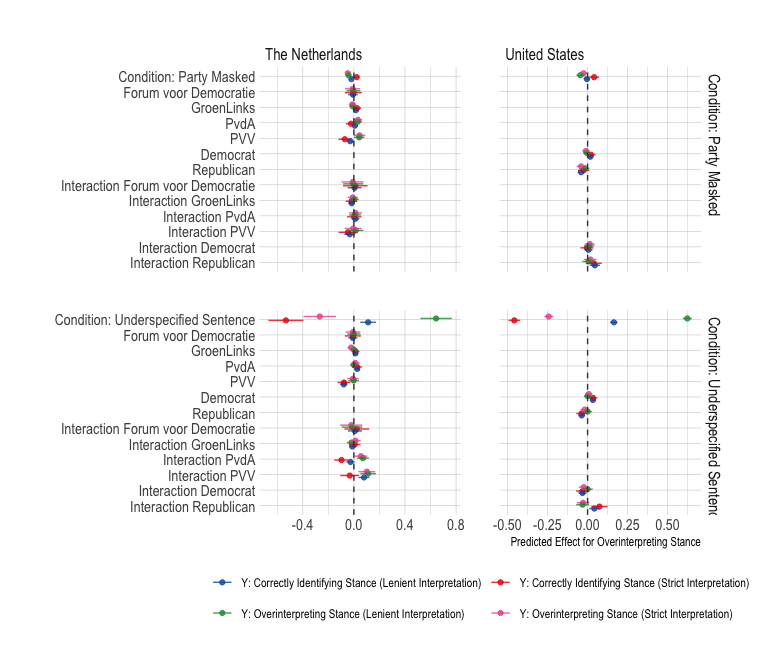 The Netherlands
United States
Condition: Party Masked
Forum voor Democratie
GroenLinks
PvdA
PVV
Democrat
Republican
Interaction Forum voor Democratie
Interaction GroenLinks
Interaction PvdA
Interaction PVV
Interaction Democrat
Interaction Republican
Condition: Party Masked
Condition: Underspecified Sentence
Forum voor Democratie
GroenLinks
PvdA
PVV
Democrat
Republican
Interaction Forum voor Democratie
Interaction GroenLinks
Interaction PvdA
Interaction PVV
Interaction Democrat
Interaction Republican
Condition: Underspecified Sentenc
-0.4 0.0 0.4 0.8
-0.50 -0.25 0.00 0.25 0.50
Predicted Effect for Overinterpreting Stance
Y: Correctly Identifying Stance (Lenient Interpretation)
Y: Correctly Identifying Stance (Strict Interpretation)
Y: Overinterpreting Stance (Lenient Interpretation)
Y: Overinterpreting Stance (Strict Interpretation)